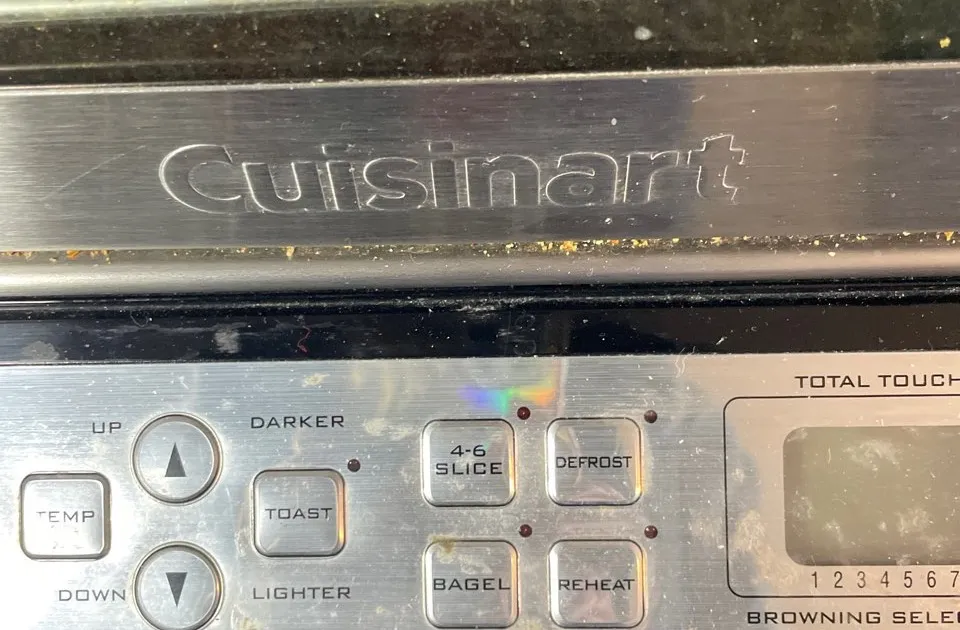 Cuisinart
TOTAL TOUCH
UP
DARKER
4-6
SLICE
DEFROST
TEMP
TOAST
DOWN
LIGHTER
BAGEL
REHEAT
1 2 3 4 5 6 7
BROWNING SELEC